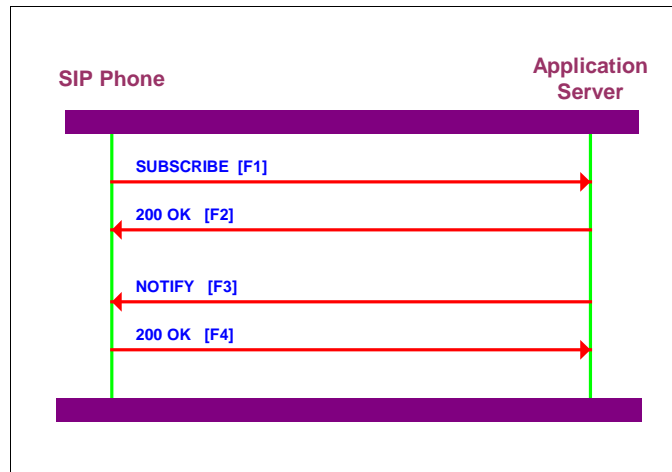 SIP Phone
Application
Server
SUBSCRIBE [F1]
200 OK [F2]
NOTIFY [F3]
200 OK [F4]